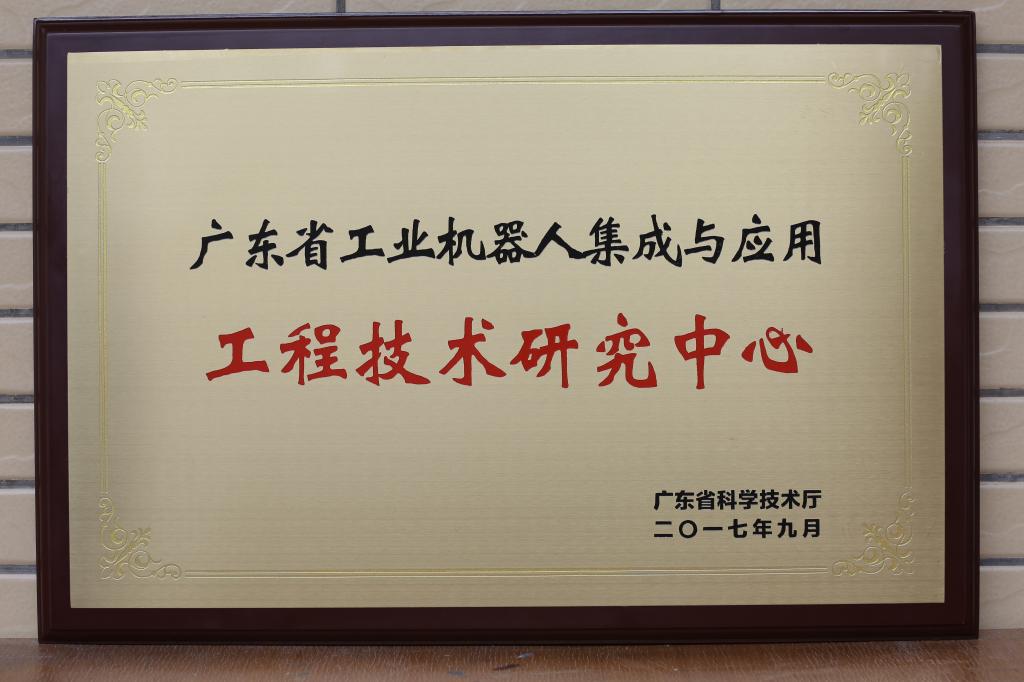 广东省工业机器人集成与应用
工程技术研究中心
广东省科学技术厅
二〇一七年九月